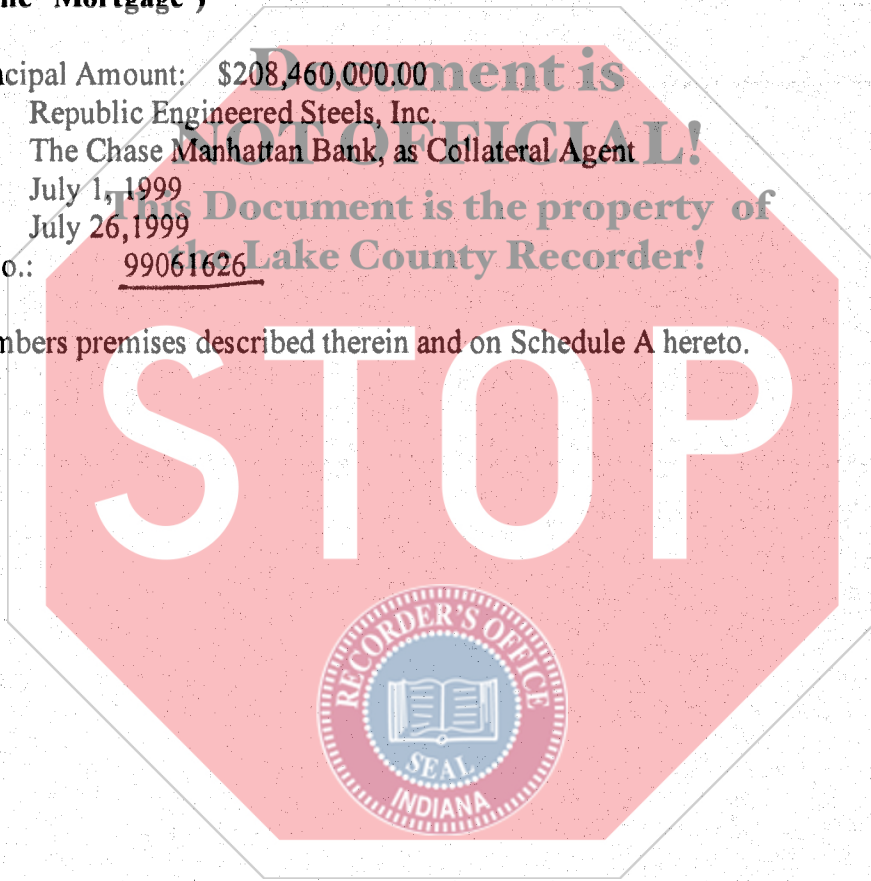 "Mortgage")
ncipal Amount: $208,460,000.00
Republic Engineered Steels, Inc.
The Chase Manhattan Bank, as Collateral Agent
July 1, 1999
July 26,1999
o.: 99061626
mbers premises described therein and on Schedule A hereto.
Document is
NOT OFFICIAL!
This Document is the property of
the Lake County Recorder!
STOP
RECORDER'S OFFICE
SEAL
INDIANA